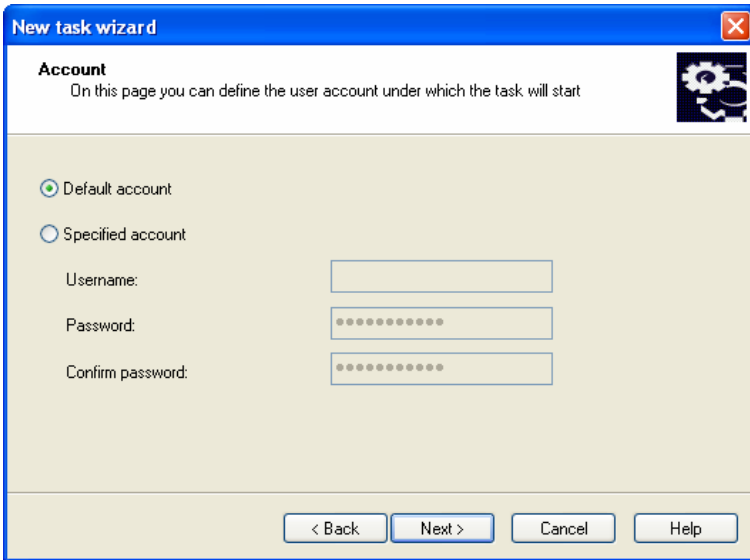 New task wizard
Account
On this page you can define the user account under which the task will start
Default account
Specified account
Username:
Password:
●●●●●●●●●●●
Confirm password:
●●●●●●●●●●●
< Back
Next >
Cancel
Help